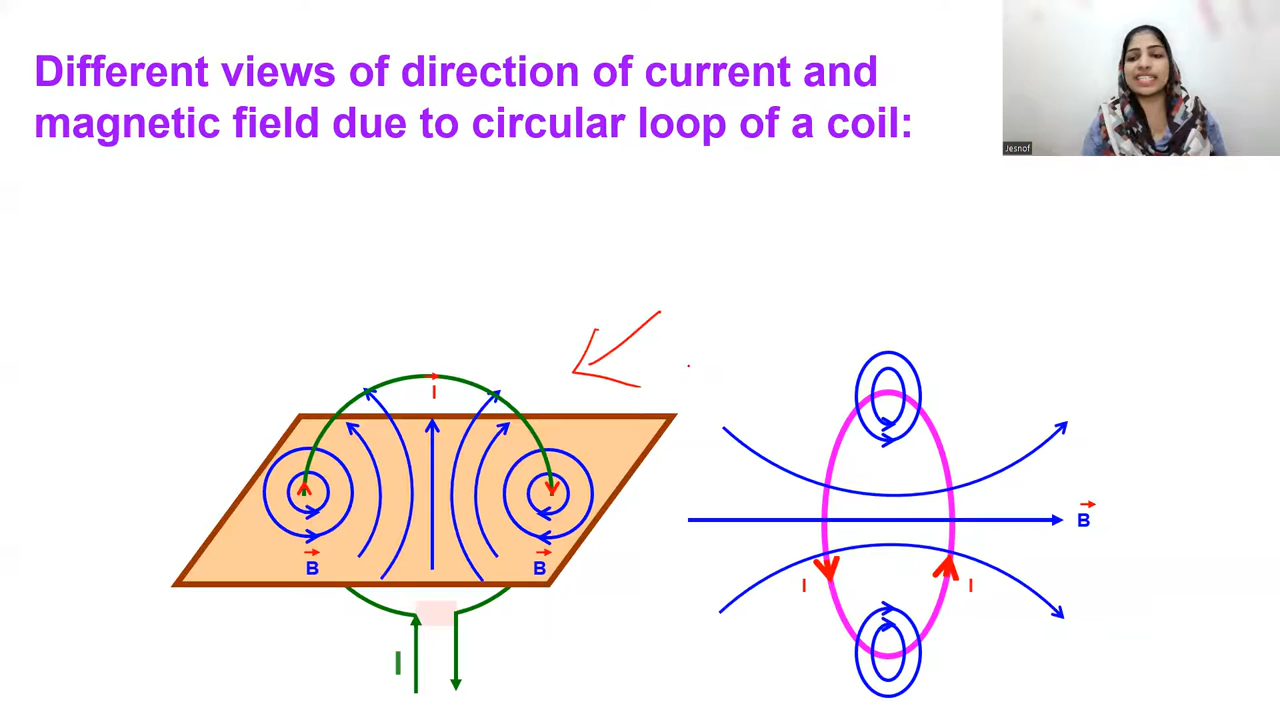 Different views of direction of current and
magnetic field due to circular loop of a coil:
Jesnof
I
B
B
I
B
I
I